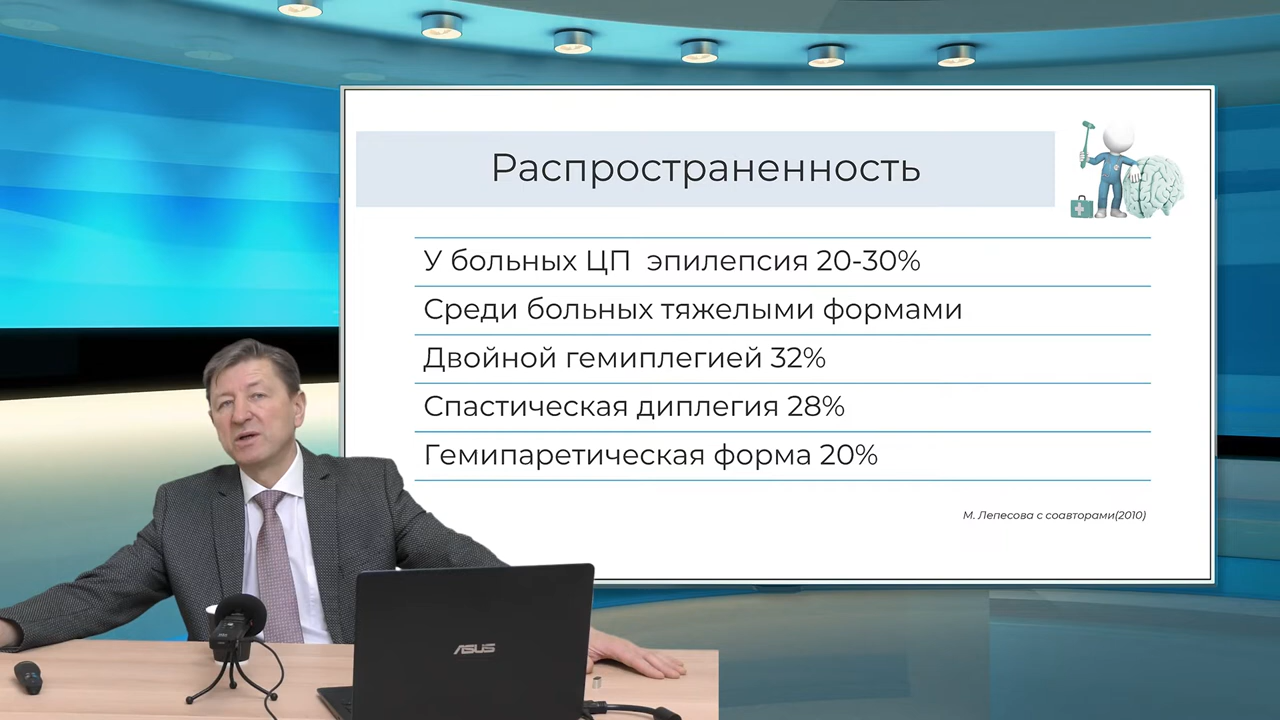 Распространенность
У больных ЦП эпилепсия 20-30%
Среди больных тяжелыми формами
Двойной гемиплегией 32%
Спастическая диплегия 28%
Гемипаретическая форма 20%
М. Лепесова с соавторами(2010)
ASUS